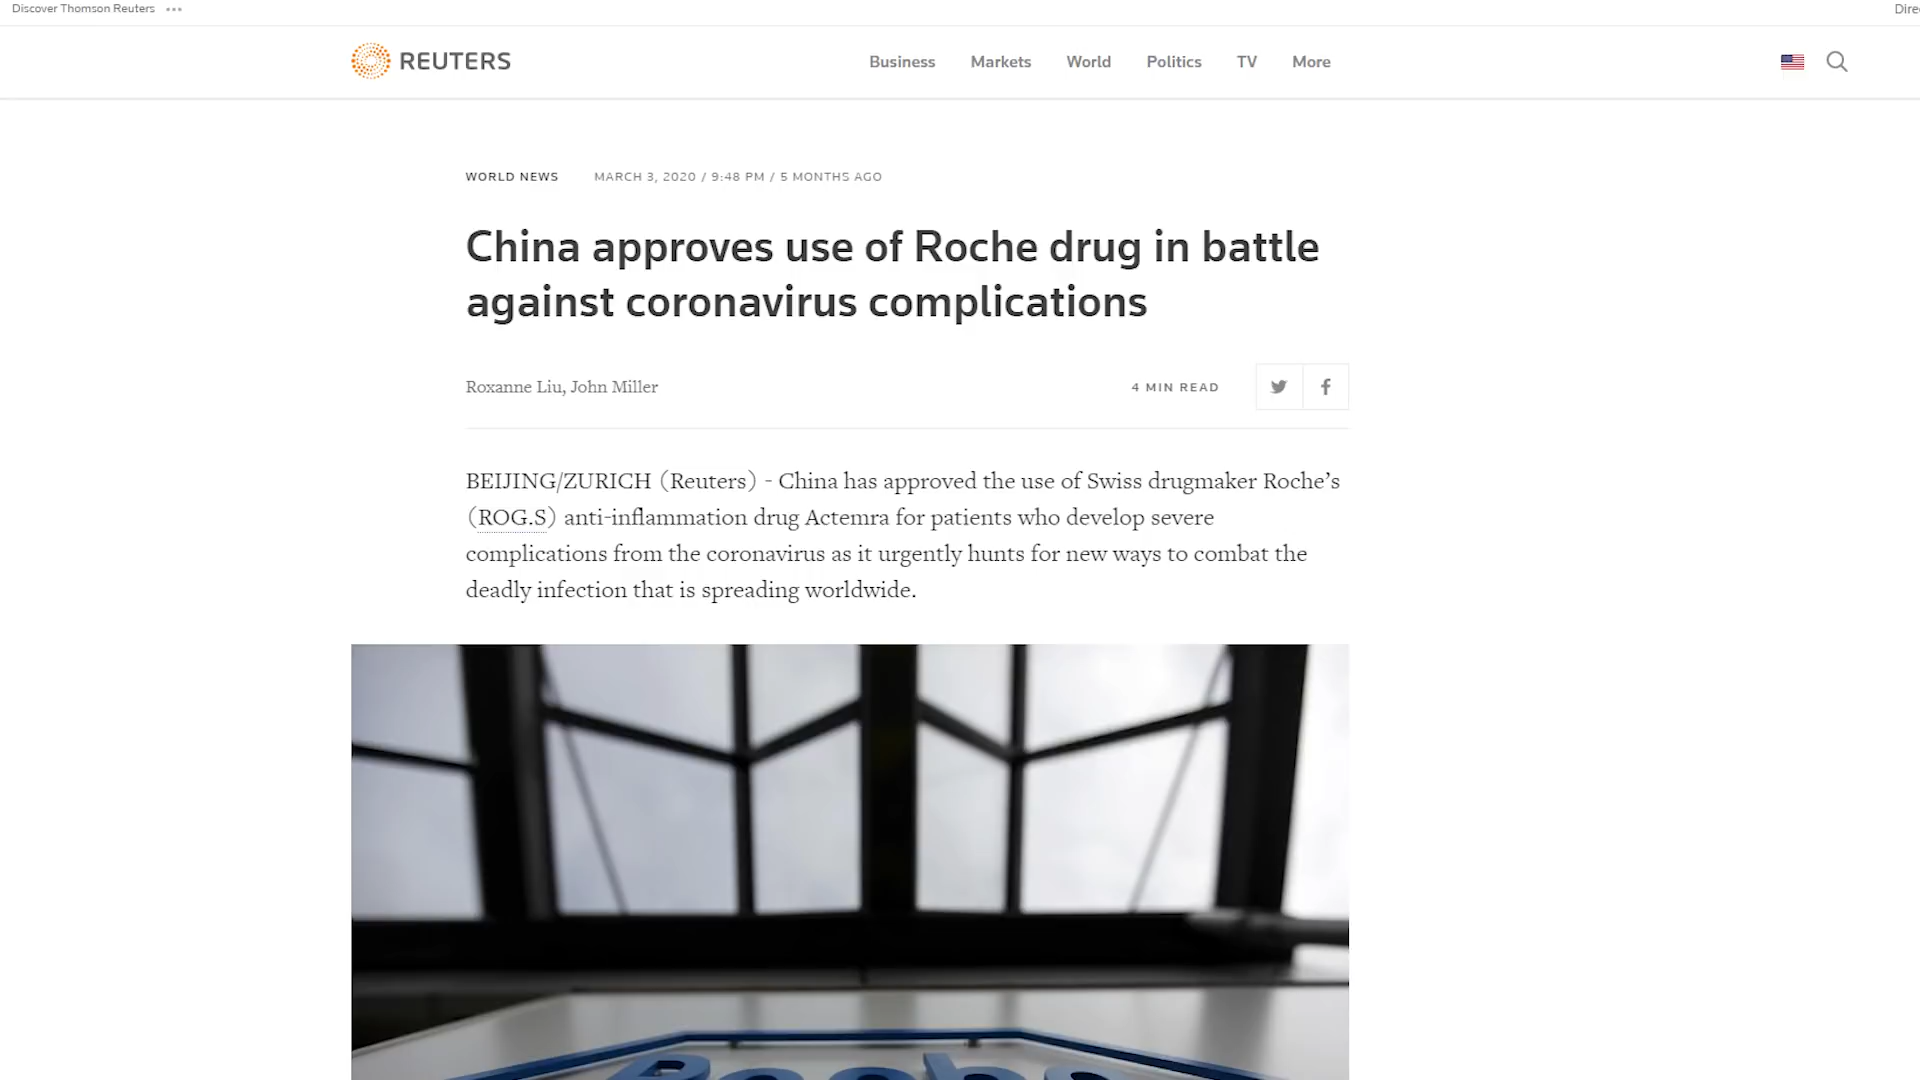 Discover Thomson Reuters
REUTERS
Business Markets World Politics TV More
WORLD NEWS MARCH 3, 2020 / 9:48 PM / 5 MONTHS AGO
China approves use of Roche drug in battle
against coronavirus complications
Roxanne Liu, John Miller
4 MIN READ
BEIJING/ZURICH (Reuters) - China has approved the use of Swiss drugmaker Roche’s
(ROG.S) anti-inflammation drug Actemra for patients who develop severe
complications from the coronavirus as it urgently hunts for new ways to combat the
deadly infection that is spreading worldwide.